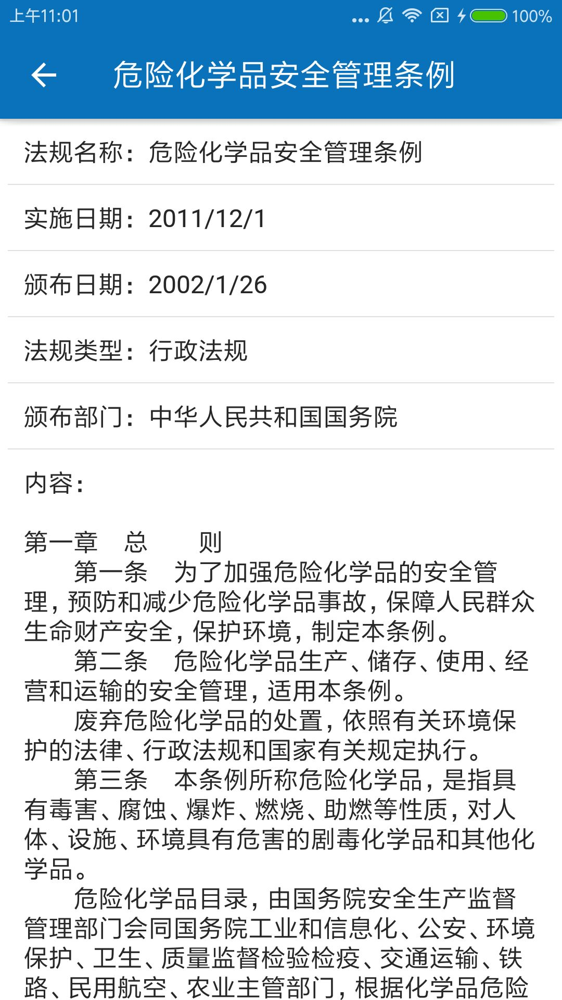 上午11:01 100%
危险化学品安全管理条例
法规名称：危险化学品安全管理条例
实施日期：2011/12/1
颁布日期：2002/1/26
法规类型：行政法规
颁布部门：中华人民共和国国务院
内容：
第一章　总　　则
　　第一条　为了加强危险化学品的安全管
理，预防和减少危险化学品事故，保障人民群众
生命财产安全，保护环境，制定本条例。
　　第二条　危险化学品生产、储存、使用、经
营和运输的安全管理，适用本条例。
　　废弃危险化学品的处置，依照有关环境保
护的法律、行政法规和国家有关规定执行。
　　第三条　本条例所称危险化学品，是指具
有毒害、腐蚀、爆炸、燃烧、助燃等性质，对人
体、设施、环境具有危害的剧毒化学品和其他化
学品。
　　危险化学品目录，由国务院安全生产监督
管理部门会同国务院工业和信息化、公安、环境
保护、卫生、质量监督检验检疫、交通运输、铁
路、民用航空、农业主管部门，根据化学品危险